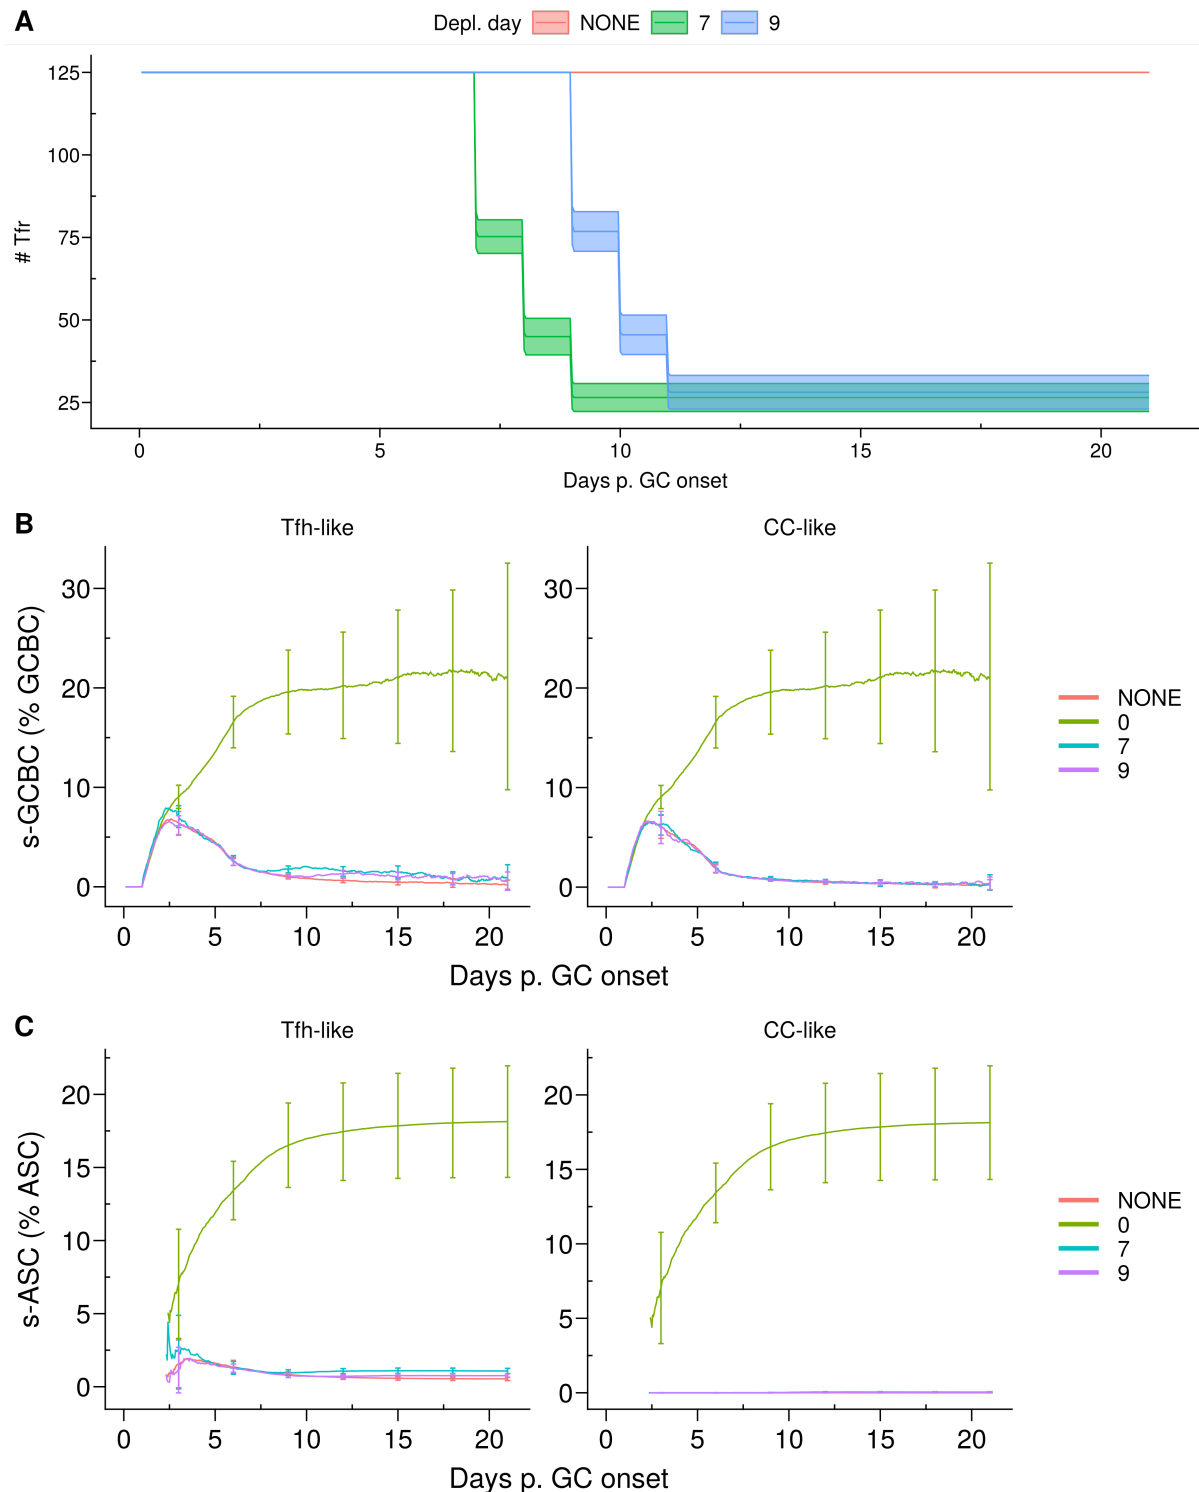 A
Depl. day NONE 7 9
125
100
75
50
25
# Tfr
0 5 10 15 20
Days p. GC onset
B
Tfh-like CC-like
30 30
20 20
10 10
0 0
s-GCBC (% GCBC)
0 5 10 15 20 0 5 10 15 20
Days p. GC onset
NONE
0
7
9
C
Tfh-like CC-like
20 20
15 15
10 10
5 5
0 0
s-ASC (% ASC)
0 5 10 15 20 0 5 10 15 20
Days p. GC onset
NONE
0
7
9